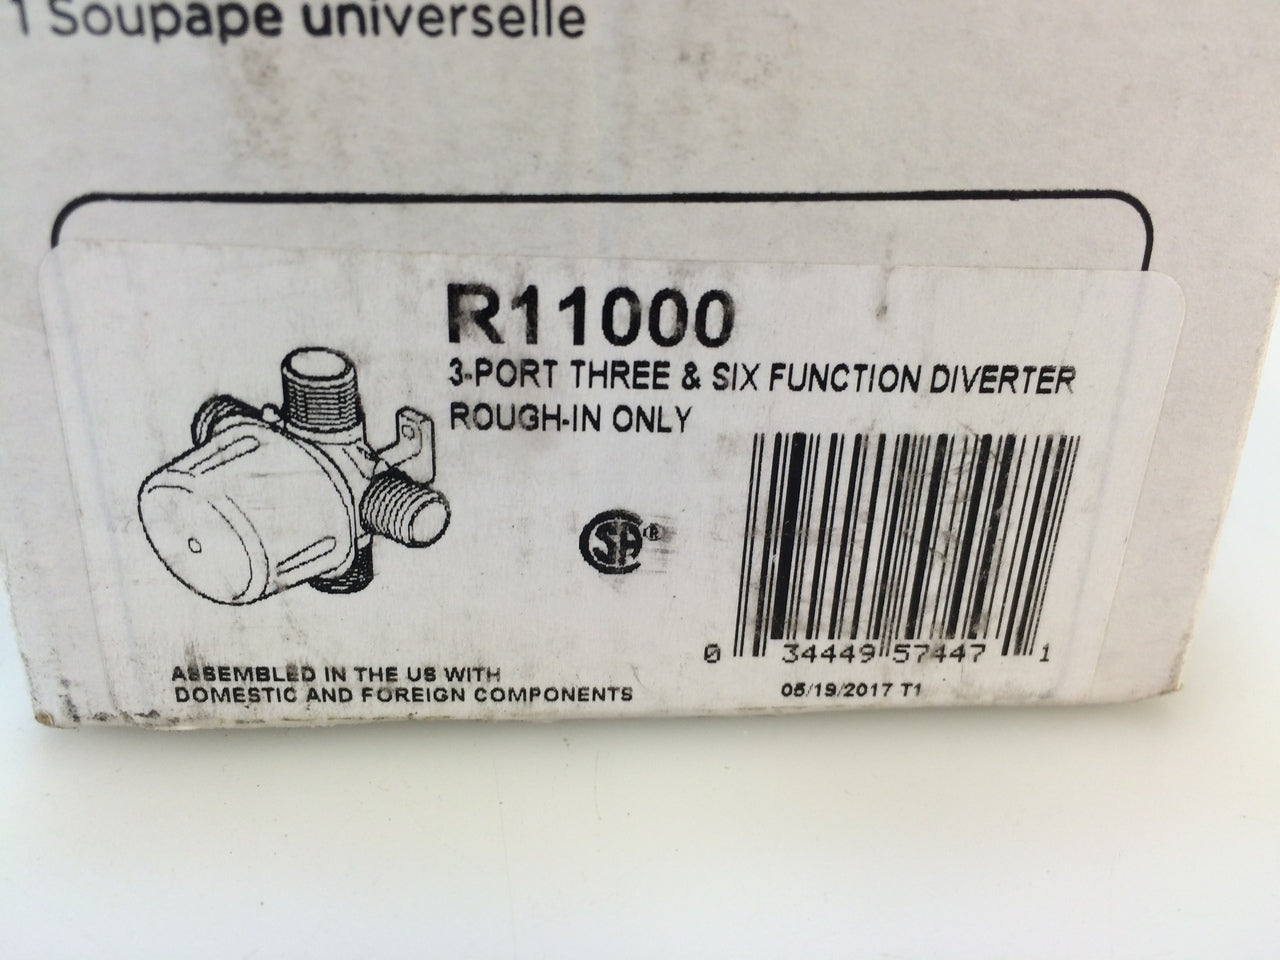 1 Soupape universelle
R11000
3-PORT THREE & SIX FUNCTION DIVERTER
ROUGH-IN ONLY
CSA®
0 34449 57447 1
ASSEMBLED IN THE US WITH
DOMESTIC AND FOREIGN COMPONENTS
05/19/2017 T1